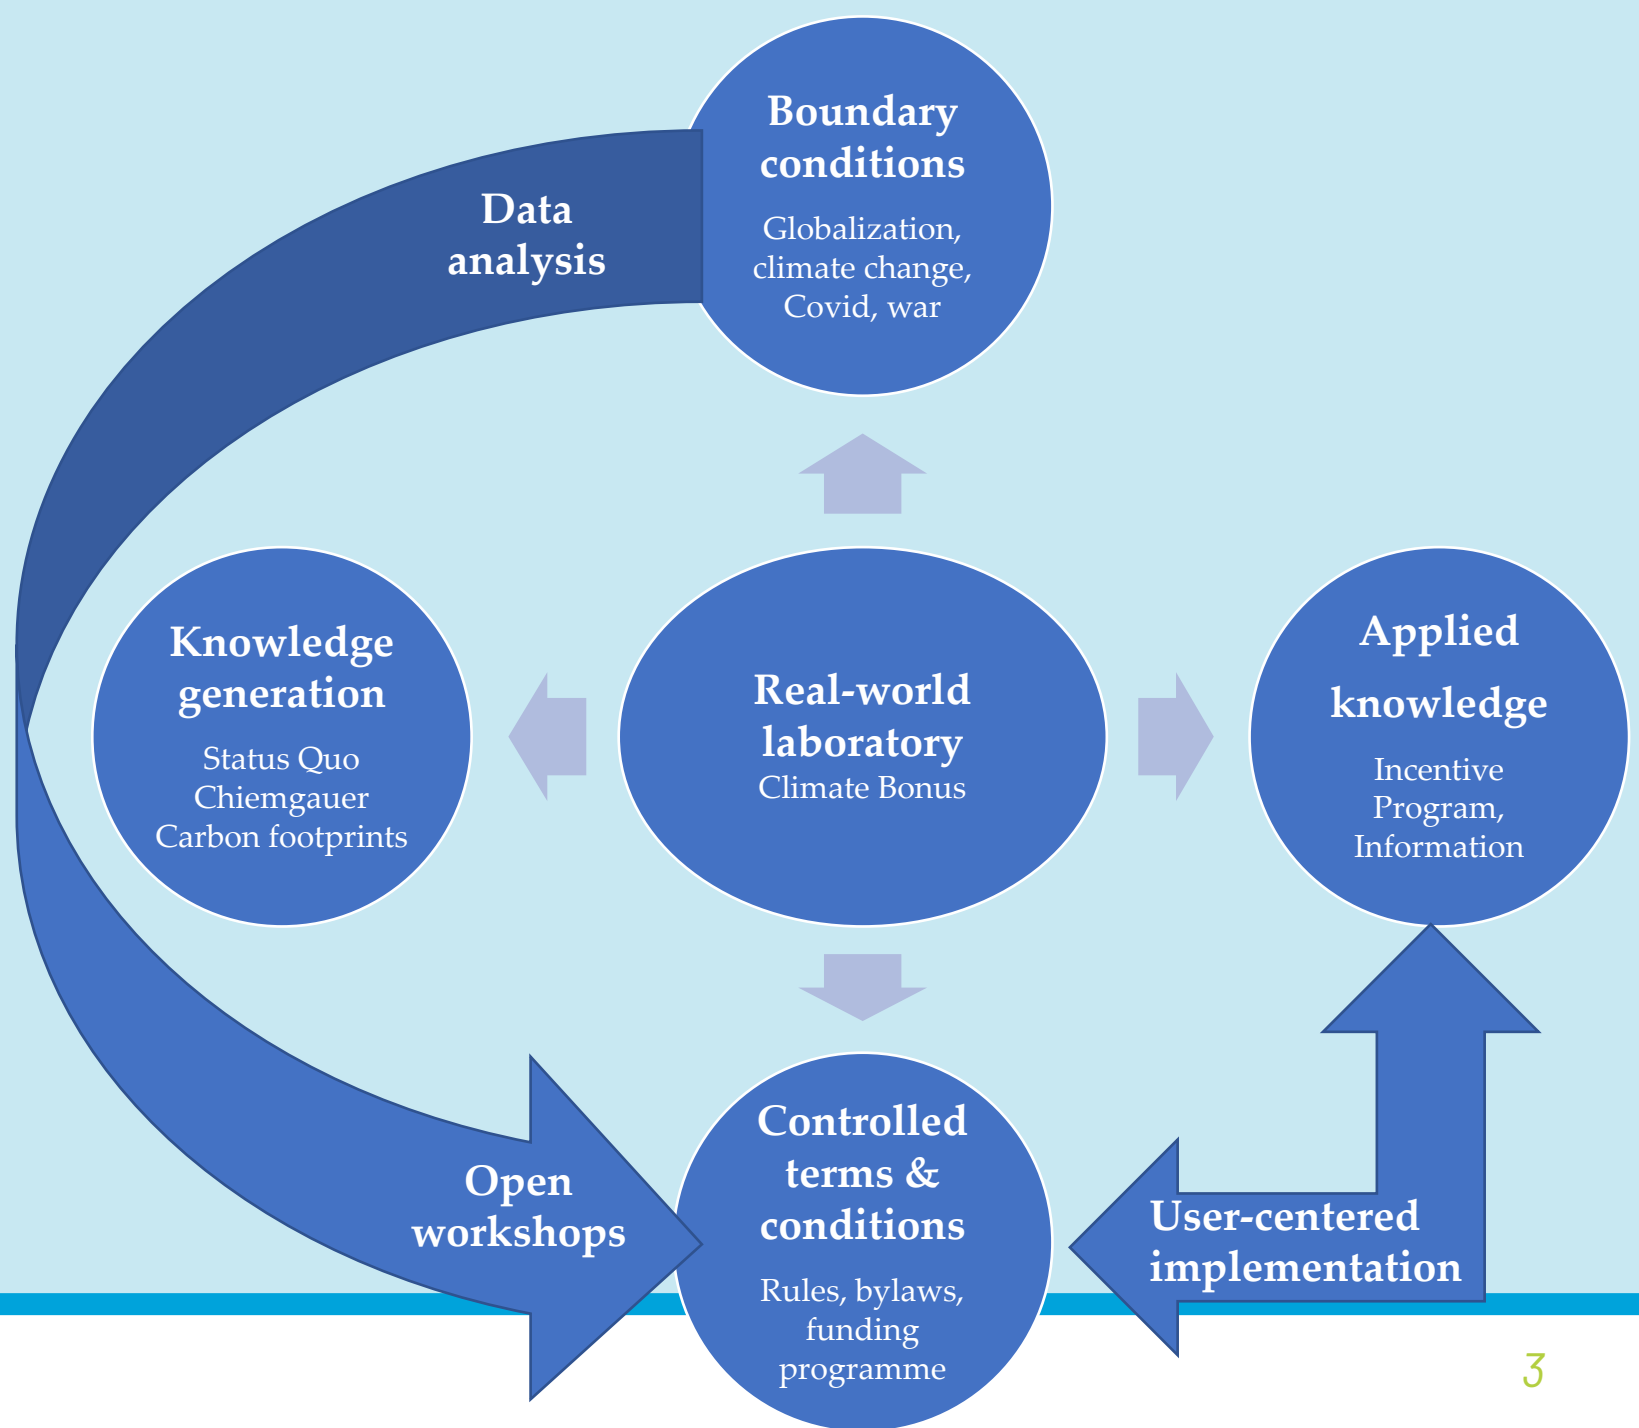 Boundary
conditions
Globalization,
climate change,
Covid, war
Data
analysis
Knowledge
generation
Status Quo
Chiemgauer
Carbon footprints
Real-world
laboratory
Climate Bonus
Applied
knowledge
Incentive
Program,
Information
Open
workshops
Controlled
terms &
conditions
Rules, bylaws,
funding
programme
User-centered
implementation
3